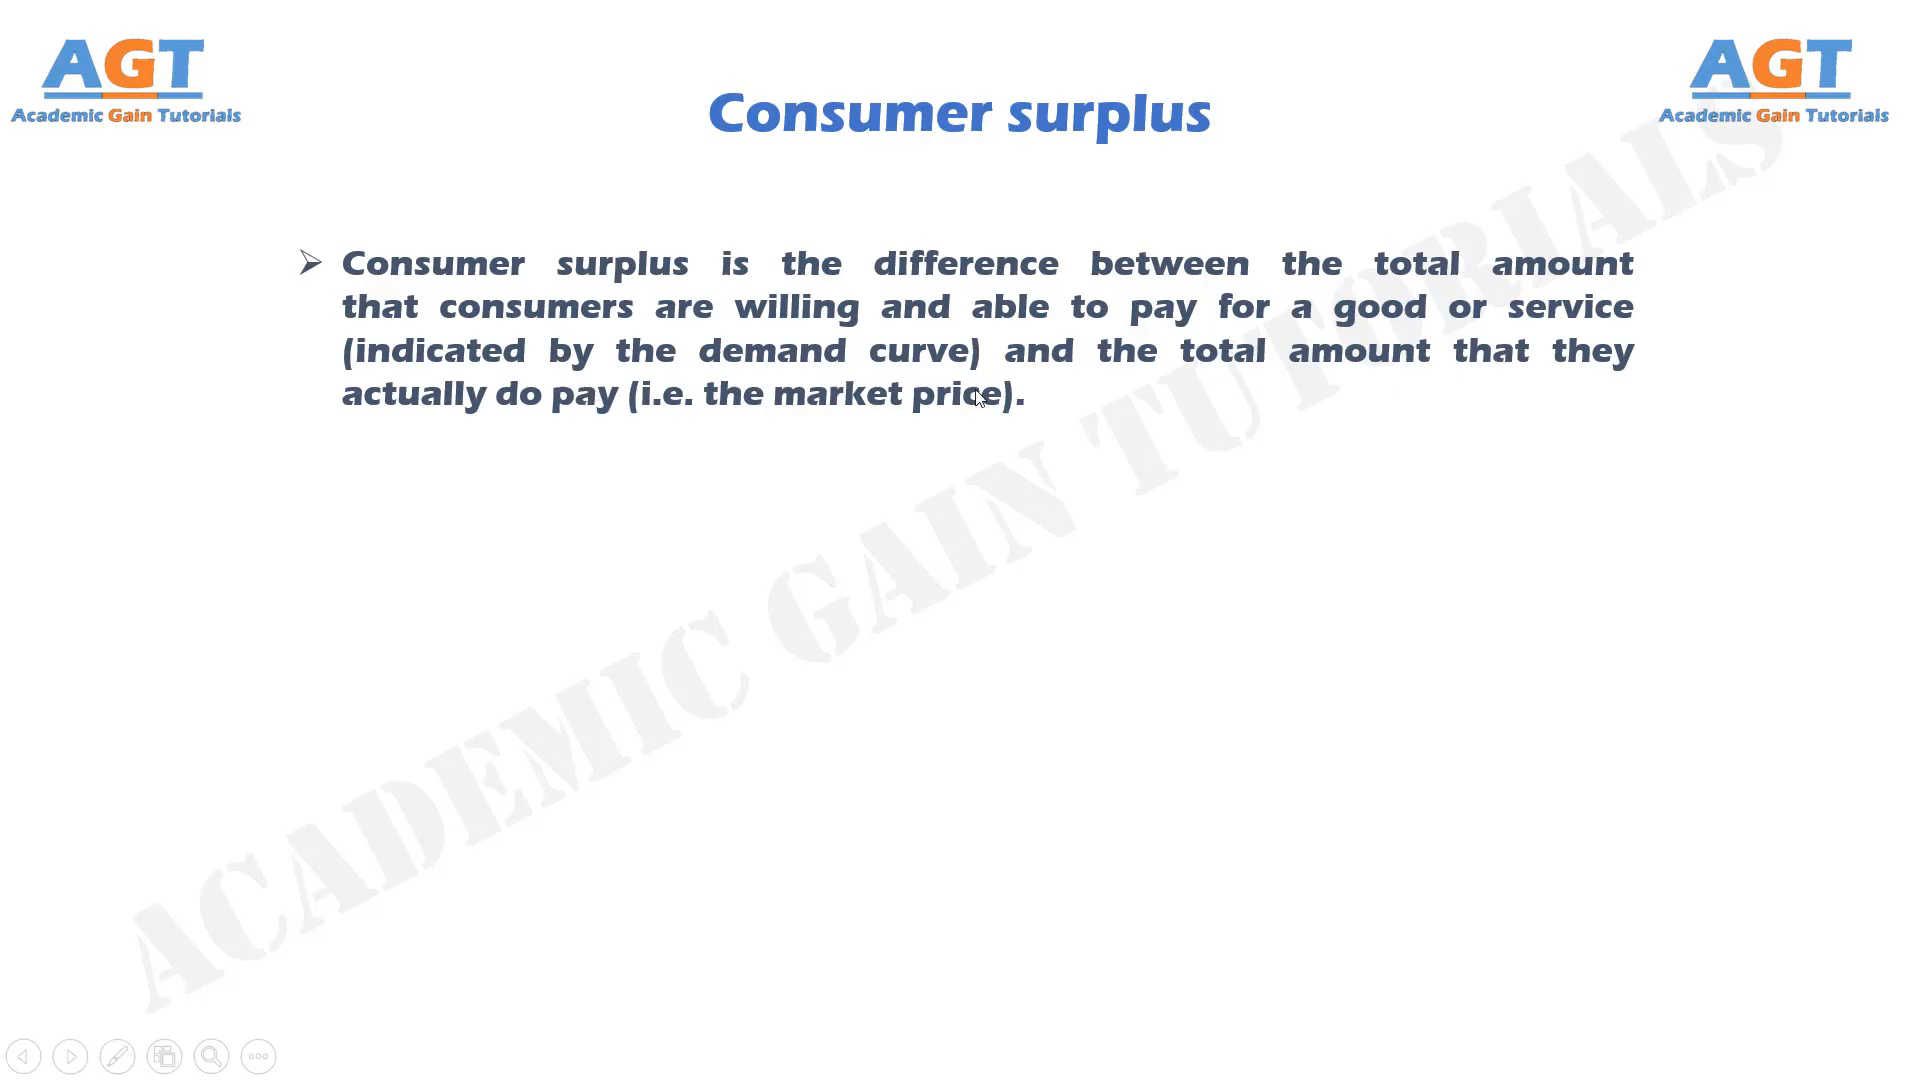 AGT
Academic Gain Tutorials
AGT
Academic Gain Tutorials
Consumer surplus
Consumer surplus is the difference between the total amount
that consumers are willing and able to pay for a good or service
(indicated by the demand curve) and the total amount that they
actually do pay (i.e. the market price).
ACADEMIC GAIN TUTORIALS